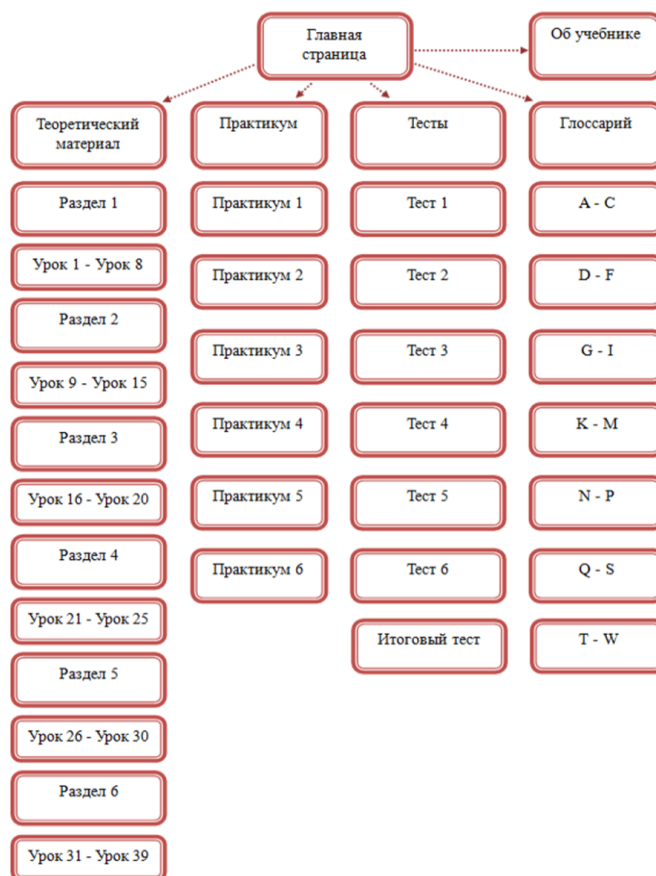 Главная
страница
Об учебнике
Теоретический
материал
Практикум
Тесты
Глоссарий
Раздел 1
Практикум 1
Тест 1
A - C
Урок 1 - Урок 8
Практикум 2
Тест 2
D - F
Раздел 2
Практикум 3
Тест 3
G - I
Урок 9 - Урок 15
Раздел 3
Практикум 4
Тест 4
K - M
Урок 16 - Урок 20
Практикум 5
Тест 5
N - P
Раздел 4
Практикум 6
Тест 6
Q - S
Урок 21 - Урок 25
Итоговый тест
T - W
Раздел 5
Урок 26 - Урок 30
Раздел 6
Урок 31 - Урок 39